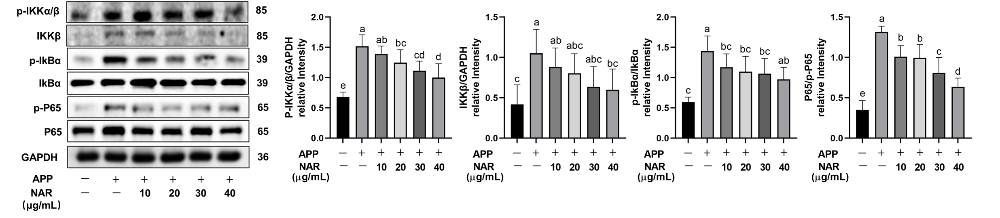 p-IKKα/β 85
IKKβ 85
p-IkBα 39
IkBα 39
p-P65 65
P65 65
GAPDH 36
APP — + + + + +
NAR — — 10 20 30 40
(μg/mL)
P-IKKα/β/GAPDH
relative Intensity
2.0
1.5
1.0
0.5
0.0
e a ab bc cd d
APP — + + + + +
NAR — — 10 20 30 40
(μg/mL)
IKKβ/GAPDH
relative Intensity
1.5
1.0
0.5
0.0
c a ab abc abc bc
APP — + + + + +
NAR — — 10 20 30 40
(μg/mL)
p-IkBα/IkBα
relative Intensity
2.0
1.5
1.0
0.5
0.0
c a bc bc bc ab
APP — + + + + +
NAR — — 10 20 30 40
(μg/mL)
P65/p-P65
relative Intensity
1.5
1.0
0.5
0.0
e a b b c d
APP — + + + + +
NAR — — 10 20 30 40
(μg/mL)